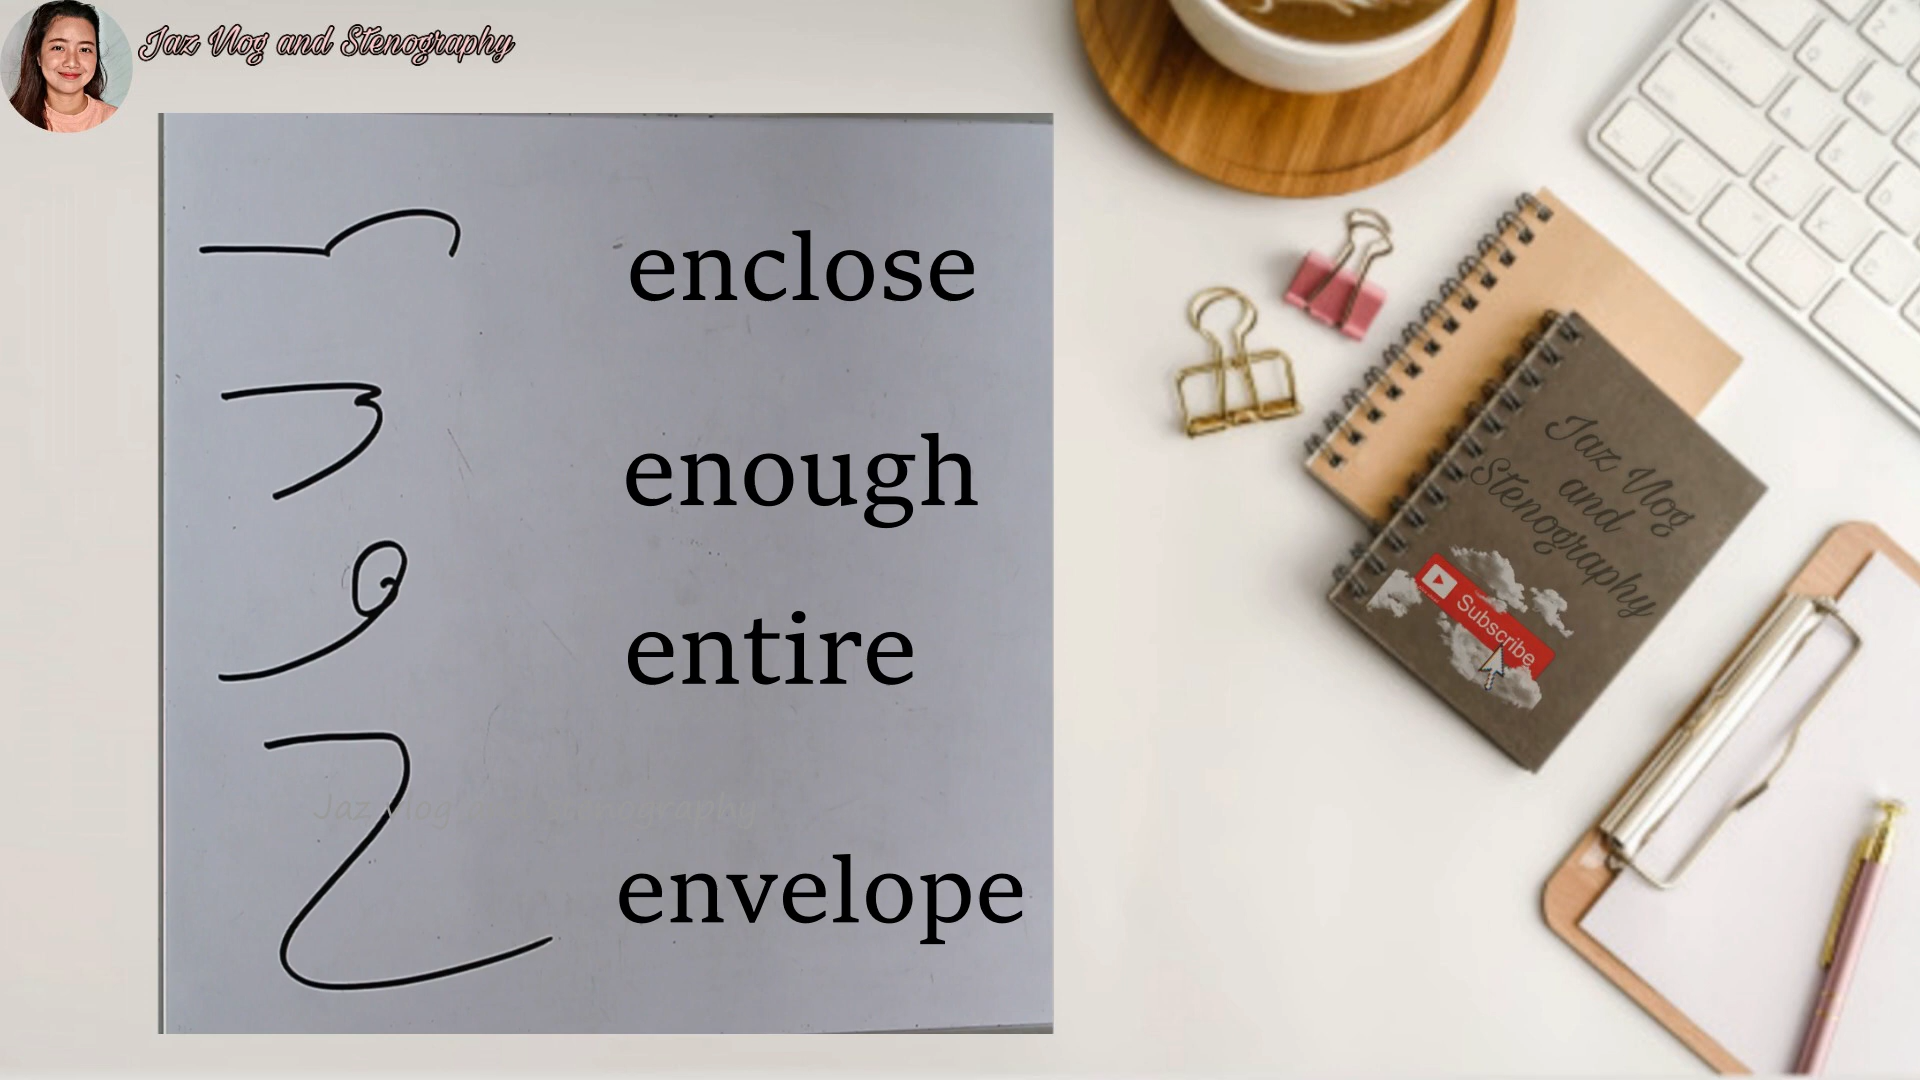 Jaz Vlog and Stenography
enclose
enough
entire
envelope
Jaz Vlog
and
Stenography
Subscribe